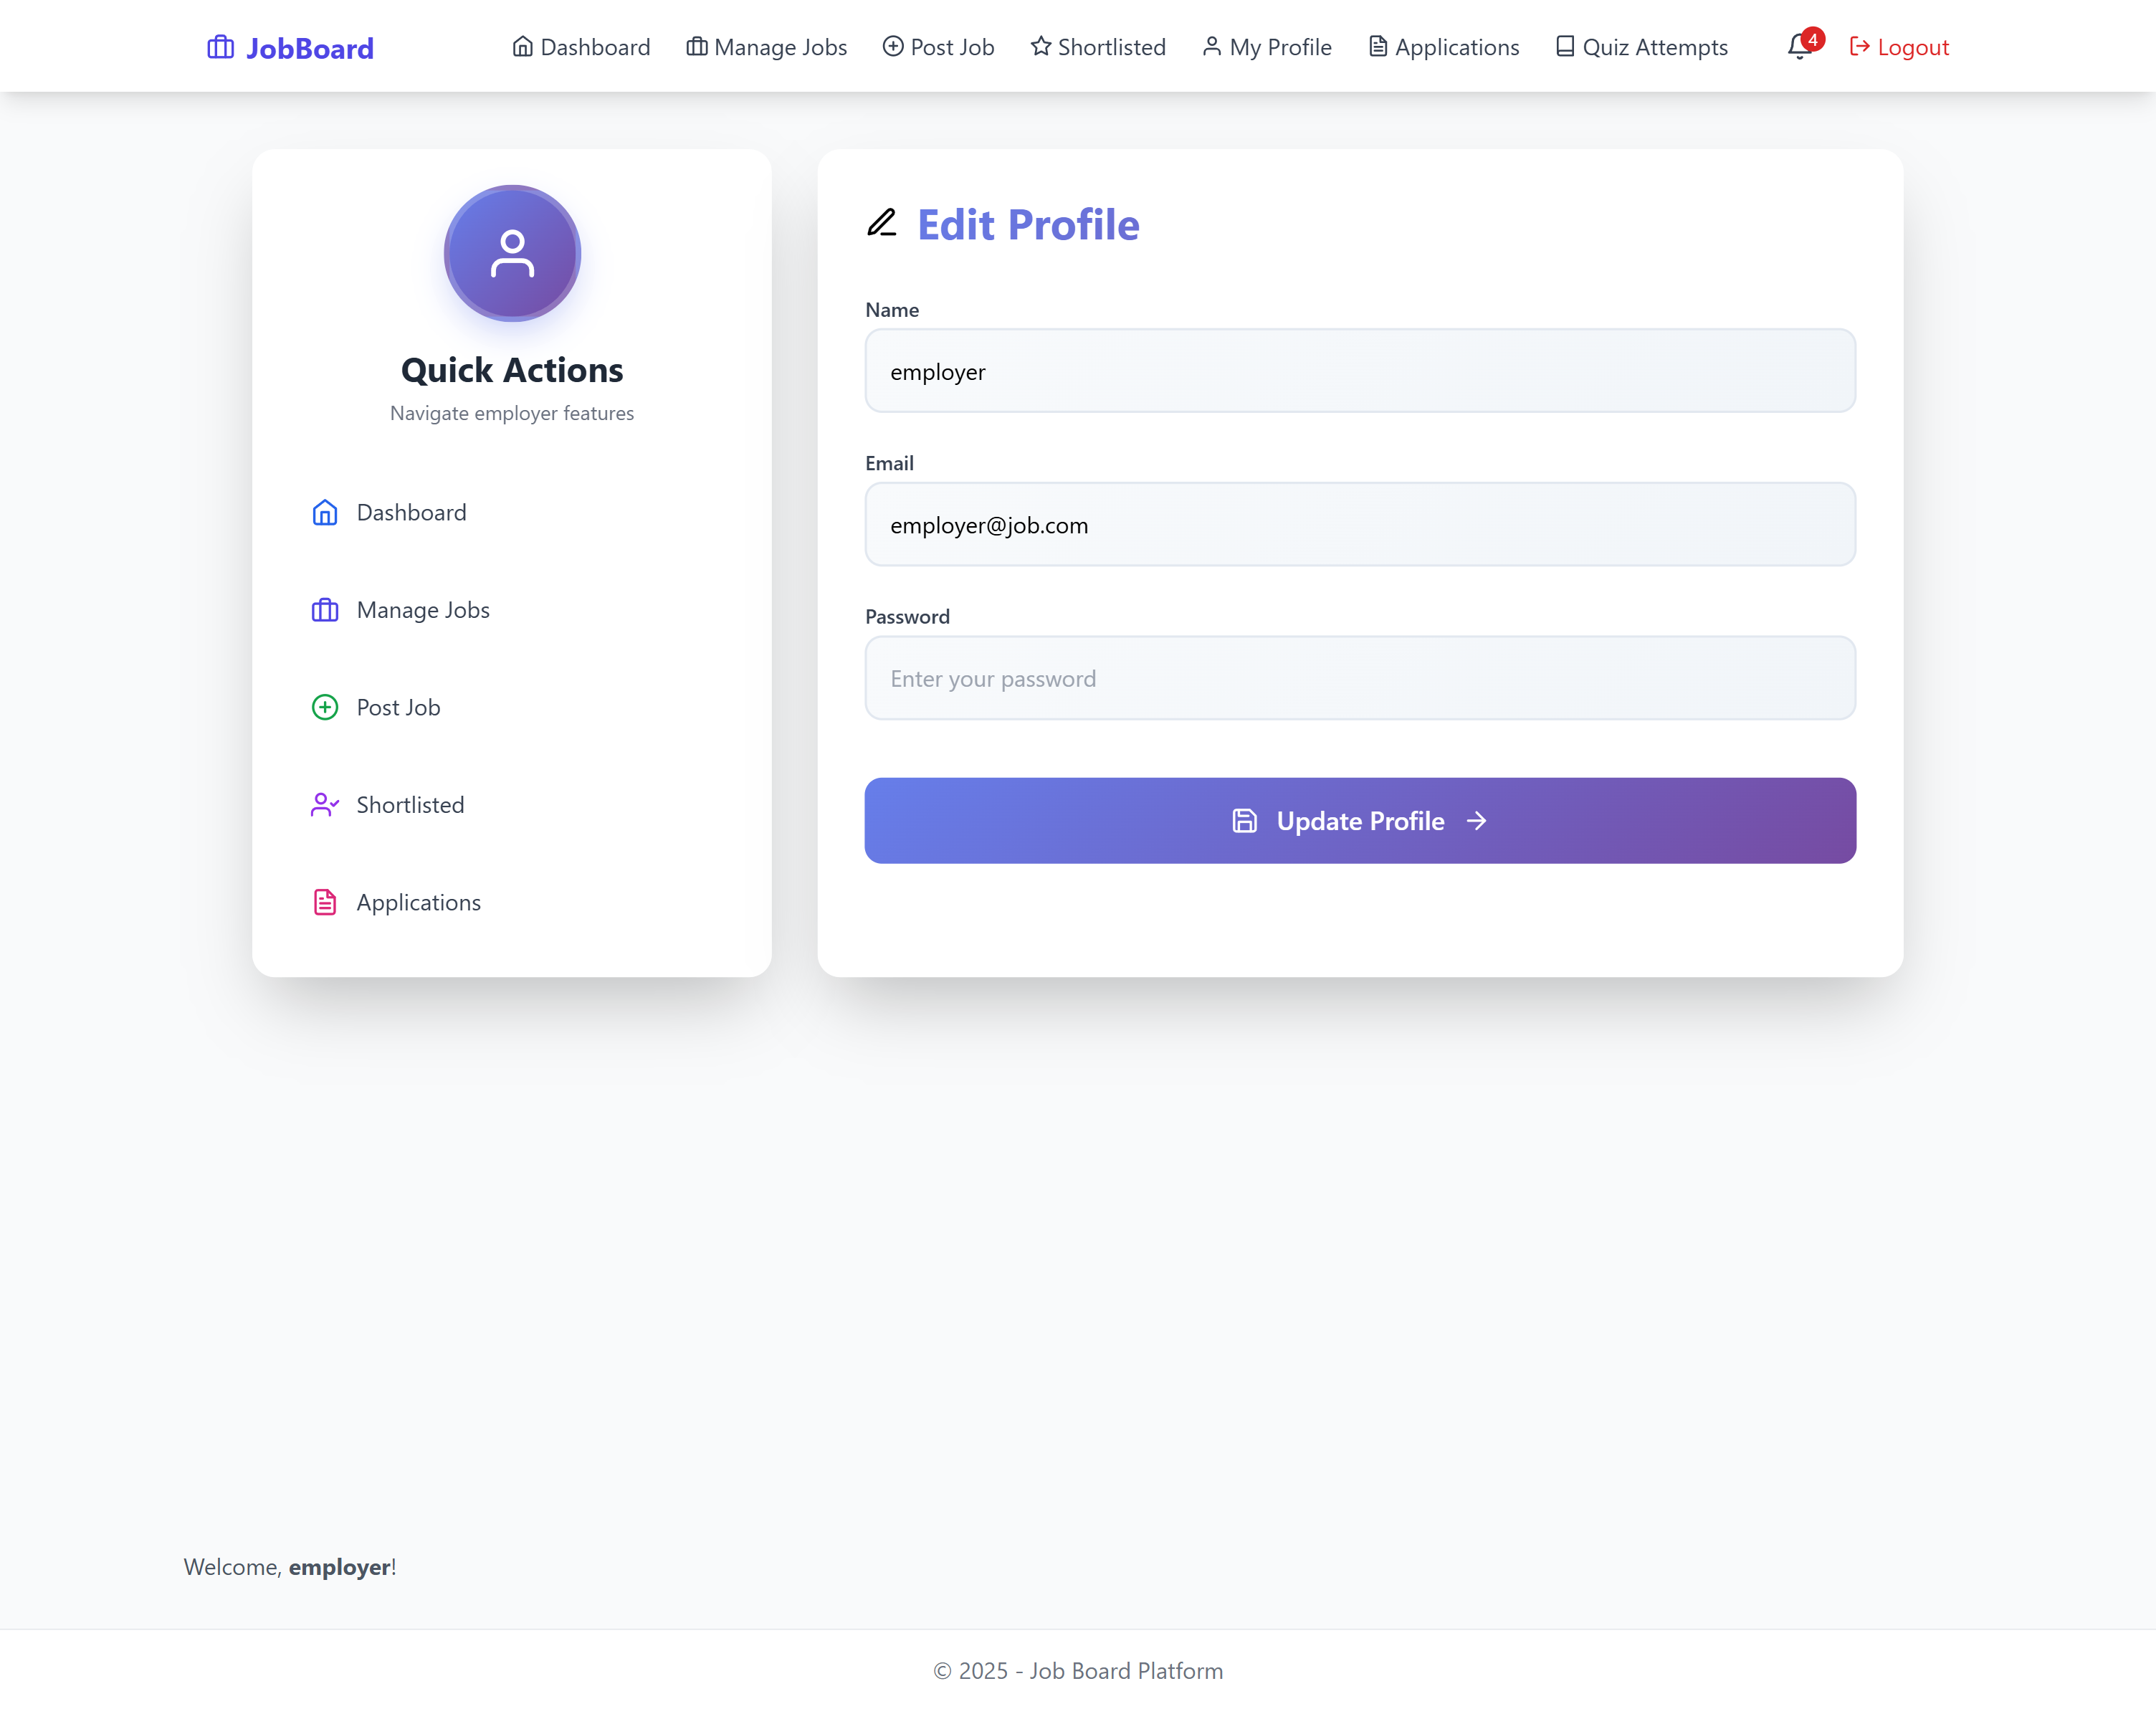 JobBoard
Dashboard
Manage Jobs
Post Job
Shortlisted
My Profile
Applications
Quiz Attempts
4
Logout
Quick Actions
Navigate employer features
Dashboard
Manage Jobs
Post Job
Shortlisted
Applications
Edit Profile
Name
employer
Email
employer@job.com
Password
Enter your password
Update Profile
Welcome, employer!
© 2025 - Job Board Platform